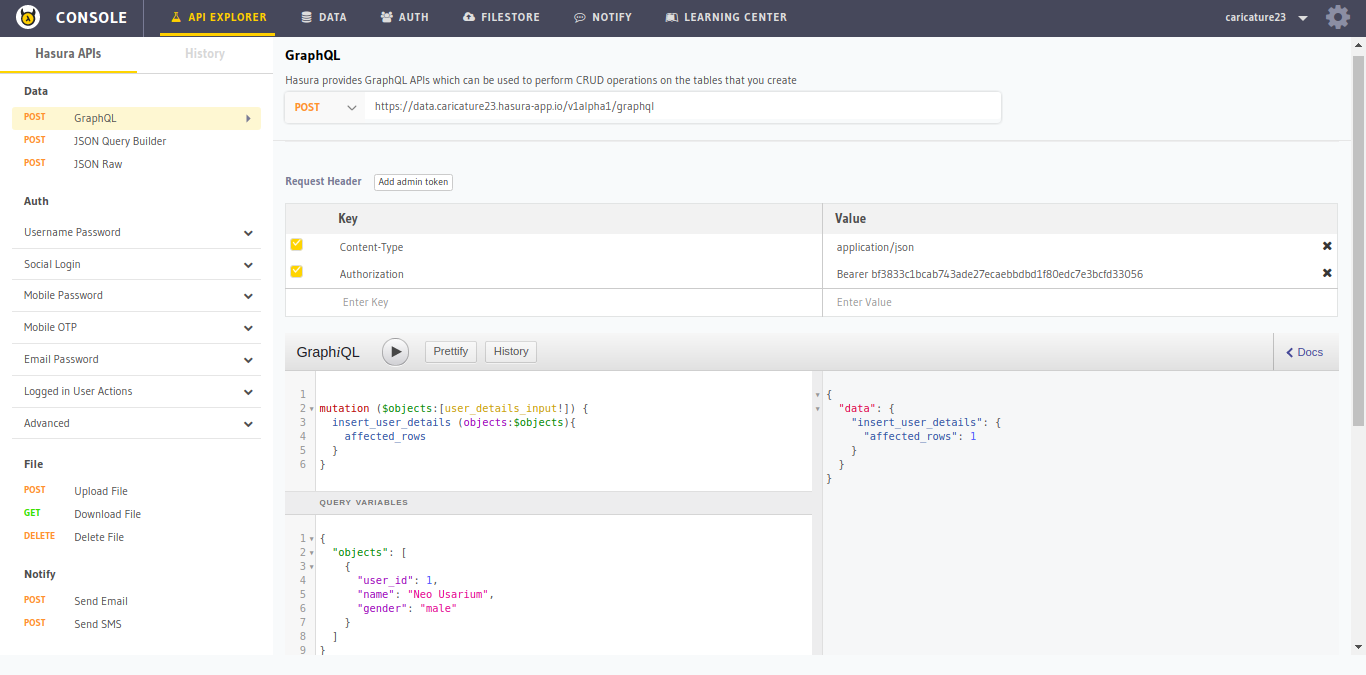 CONSOLE API EXPLORER DATA AUTH FILESTORE NOTIFY LEARNING CENTER caricature23
Hasura APIs History
Data
POST GraphQL
POST JSON Query Builder
POST JSON Raw
Auth
Username Password
Social Login
Mobile Password
Mobile OTP
Email Password
Logged in User Actions
Advanced
File
POST Upload File
GET Download File
DELETE Delete File
Notify
POST Send Email
POST Send SMS
GraphQL
Hasura provides GraphQL APIs which can be used to perform CRUD operations on the tables that you create
POST https://data.caricature23.hasura-app.io/v1alpha1/graphql
Request Header Add admin token
Key Value
Content-Type application/json
Authorization Bearer bf3833c1bcab743ade27ecaebbdbd1f80edc7e3bcfd33056
Enter Key Enter Value
GraphiQL Prettify History Docs
1
2 mutation ($objects:[user_details_input!]) {
3 insert_user_details (objects:$objects){
4 affected_rows
5 }
6 }
QUERY VARIABLES
1 {
2 "objects": [
3 {
4 "user_id": 1,
5 "name": "Neo Usarium",
6 "gender": "male"
7 }
8 ]
9 }
{
"data": {
"insert_user_details": {
"affected_rows": 1
}
}
}